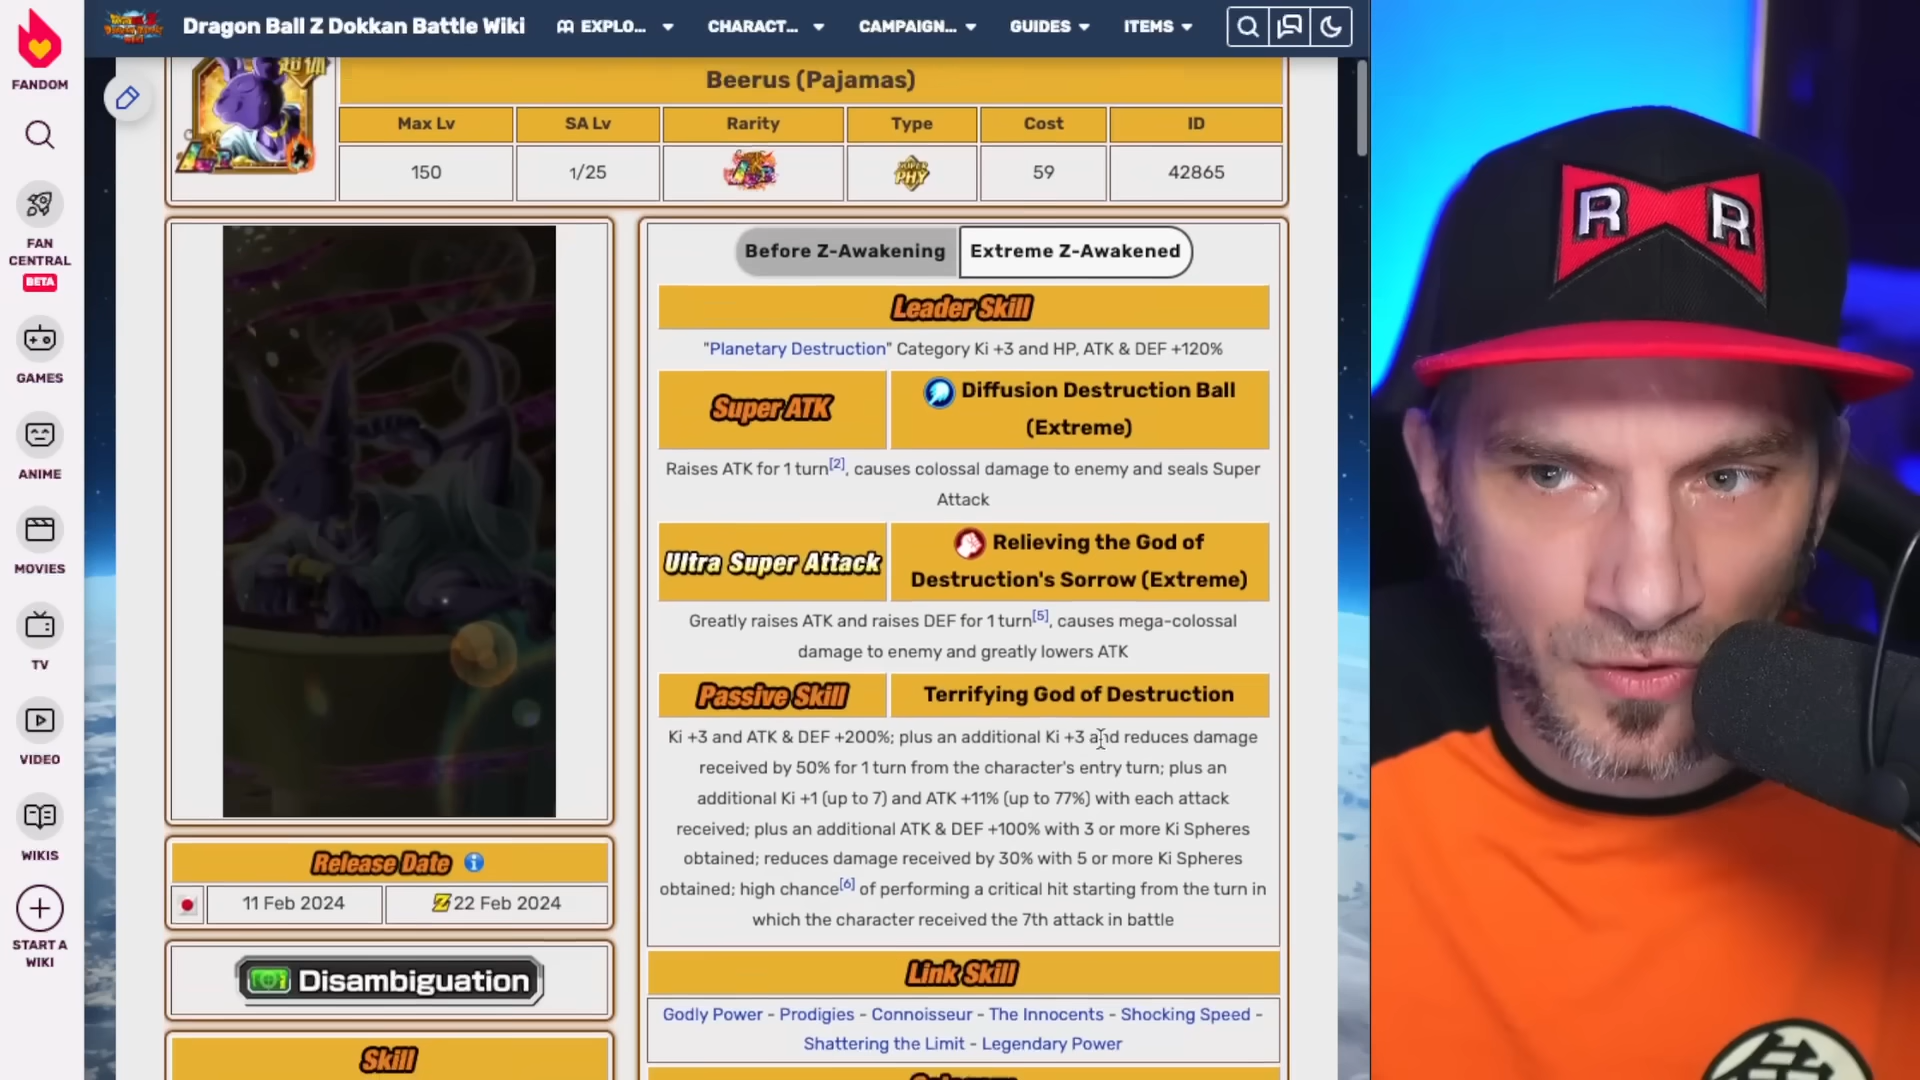 Dragon Ball Z Dokkan Battle Wiki
EXPLO...
CHARACT...
CAMPAIGN...
GUIDES
ITEMS
FANDOM
FAN
CENTRAL
BETA
GAMES
ANIME
MOVIES
TV
VIDEO
WIKIS
START A
WIKI
Beerus (Pajamas)
Max Lv
SA Lv
Rarity
Type
Cost
ID
150
1/25
SUPER
PHY
59
42865
Before Z-Awakening
Extreme Z-Awakened
Leader Skill
"Planetary Destruction" Category Ki +3 and HP, ATK & DEF +120%
Super ATK
Diffusion Destruction Ball
(Extreme)
Raises ATK for 1 turn[2], causes colossal damage to enemy and seals Super
Attack
Ultra Super Attack
Relieving the God of
Destruction's Sorrow (Extreme)
Greatly raises ATK and raises DEF for 1 turn[5], causes mega-colossal
damage to enemy and greatly lowers ATK
Passive Skill
Terrifying God of Destruction
Ki +3 and ATK & DEF +200%; plus an additional Ki +3 and reduces damage
received by 50% for 1 turn from the character's entry turn; plus an
additional Ki +1 (up to 7) and ATK +11% (up to 77%) with each attack
received; plus an additional ATK & DEF +100% with 3 or more Ki Spheres
obtained; reduces damage received by 30% with 5 or more Ki Spheres
obtained; high chance[6] of performing a critical hit starting from the turn in
which the character received the 7th attack in battle
Link Skill
Godly Power - Prodigies - Connoisseur - The Innocents - Shocking Speed -
Shattering the Limit - Legendary Power
Release Date
11 Feb 2024
Z 22 Feb 2024
Disambiguation
Skill
R R